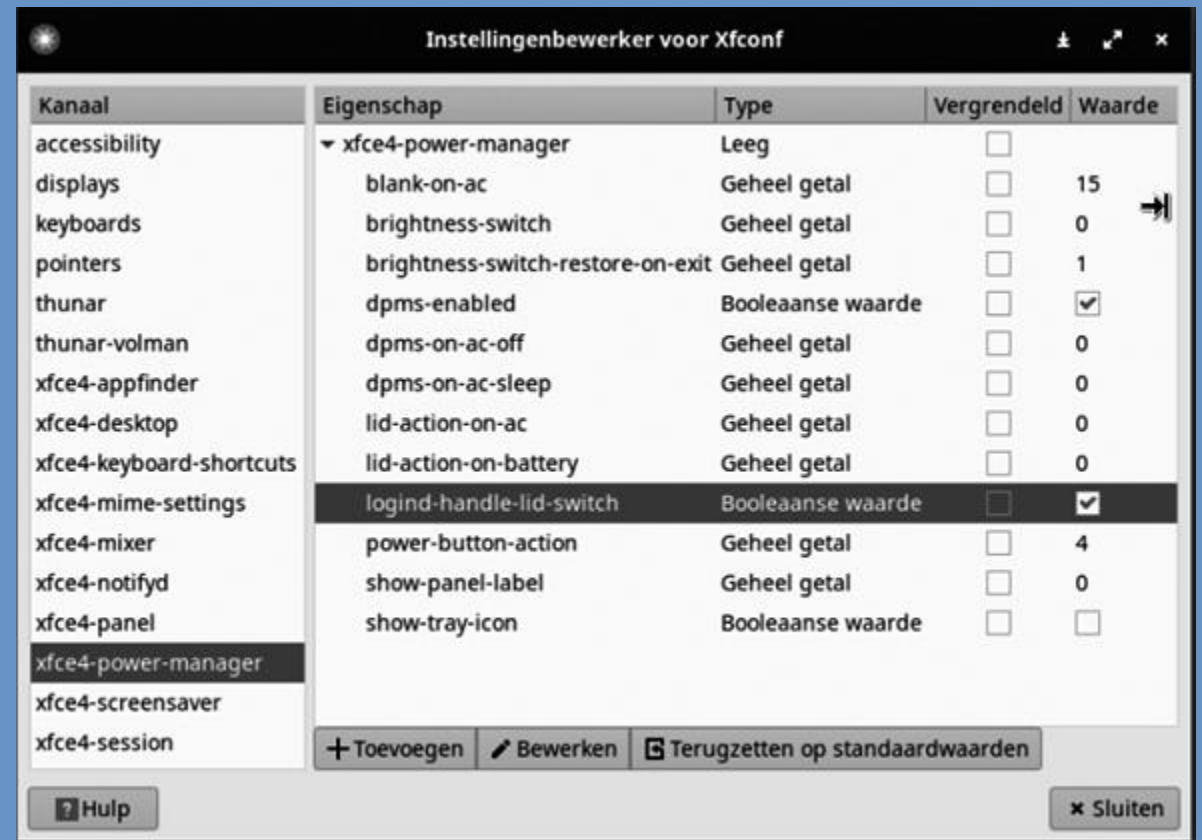 Instellingenbewerker voor Xfconf
Kanaal
accessibility
displays
keyboards
pointers
thunar
thunar-volman
xfce4-appfinder
xfce4-desktop
xfce4-keyboard-shortcuts
xfce4-mime-settings
xfce4-mixer
xfce4-notifyd
xfce4-panel
xfce4-power-manager
xfce4-screensaver
xfce4-session
Eigenschap Type Vergrendeld Waarde
xfce4-power-manager Leeg
blank-on-ac Geheel getal 15
brightness-switch Geheel getal 0
brightness-switch-restore-on-exit Geheel getal 1
dpms-enabled Booleaanse waarde
dpms-on-ac-off Geheel getal 0
dpms-on-ac-sleep Geheel getal 0
lid-action-on-ac Geheel getal 0
lid-action-on-battery Geheel getal 0
logind-handle-lid-switch Booleaanse waarde
power-button-action Geheel getal 4
show-panel-label Geheel getal 0
show-tray-icon Booleaanse waarde
Toevoegen Bewerken Terugzetten op standaardwaarden
Hulp Sluiten